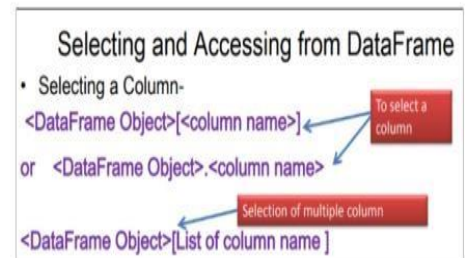 Selecting and Accessing from DataFrame
• Selecting a Column-
<DataFrame Object>[<column name>]
To select a
column
or <DataFrame Object>.<column name>
Selection of multiple column
<DataFrame Object>[List of column name ]